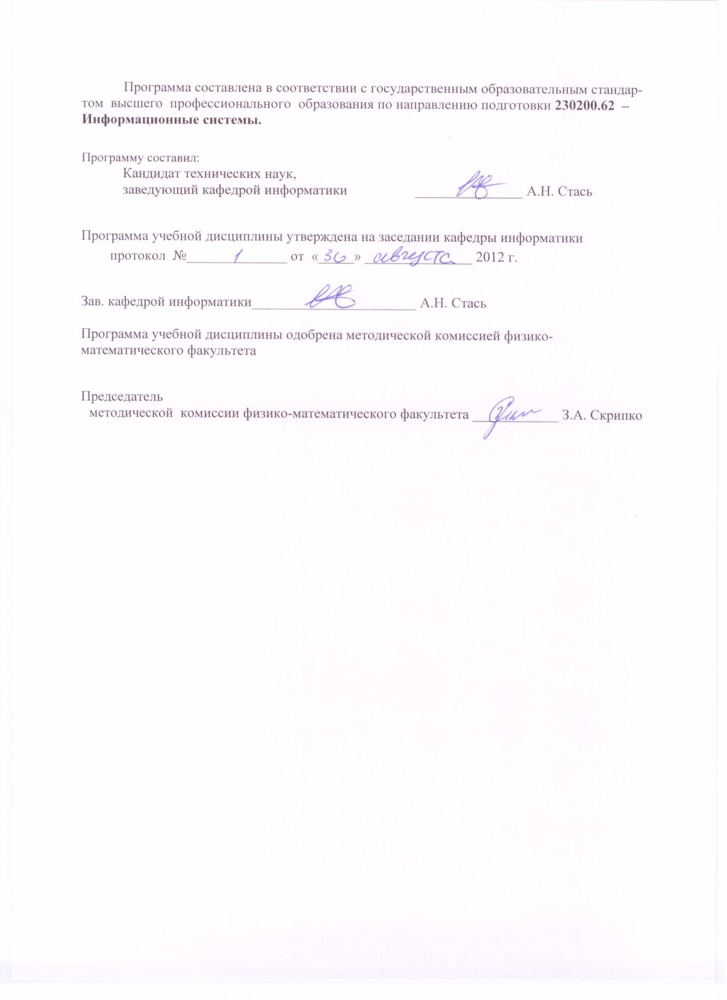 Программа составлена в соответствии с государственным образовательным стандар-
том высшего профессионального образования по направлению подготовки 230200.62 –
Информационные системы.
Программу составил:
Кандидат технических наук,
заведующий кафедрой информатики ________________ А.Н. Стась
Программа учебной дисциплины утверждена на заседании кафедры информатики
протокол № 1 от «30» августа 2012 г.
Зав. кафедрой информатики________________ А.Н. Стась
Программа учебной дисциплины одобрена методической комиссией физико-
математического факультета
Председатель
методической комиссии физико-математического факультета ____________ З.А. Скрипко